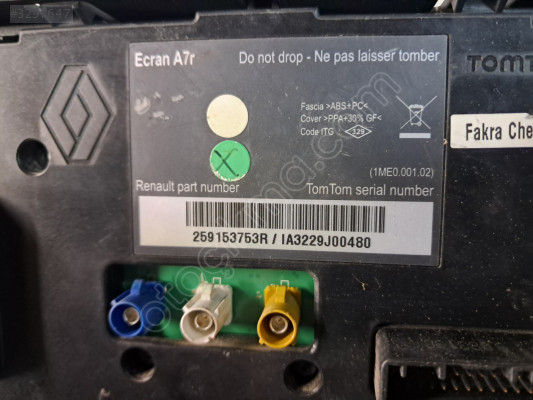 Ecran A7r
Do not drop - Ne pas laisser tomber
TOMT
Fascia >ABS+PC<
Cover >PPA+30% GF<
Code ITG 329
Fakra Che
(1ME0.001.02)
Renault part number
TomTom serial number
259153753R / IA3229J00480